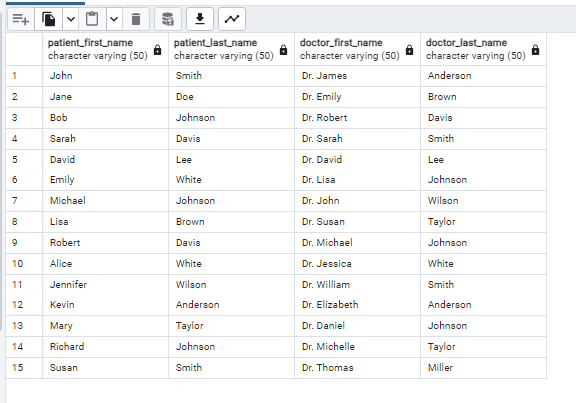 patient_first_name patient_last_name doctor_first_name doctor_last_name
character varying (50) character varying (50) character varying (50) character varying (50)
1 John Smith Dr. James Anderson
2 Jane Doe Dr. Emily Brown
3 Bob Johnson Dr. Robert Davis
4 Sarah Davis Dr. Sarah Smith
5 David Lee Dr. David Lee
6 Emily White Dr. Lisa Johnson
7 Michael Johnson Dr. John Wilson
8 Lisa Brown Dr. Susan Taylor
9 Robert Davis Dr. Michael Johnson
10 Alice White Dr. Jessica White
11 Jennifer Wilson Dr. William Smith
12 Kevin Anderson Dr. Elizabeth Anderson
13 Mary Taylor Dr. Daniel Johnson
14 Richard Johnson Dr. Michelle Taylor
15 Susan Smith Dr. Thomas Miller